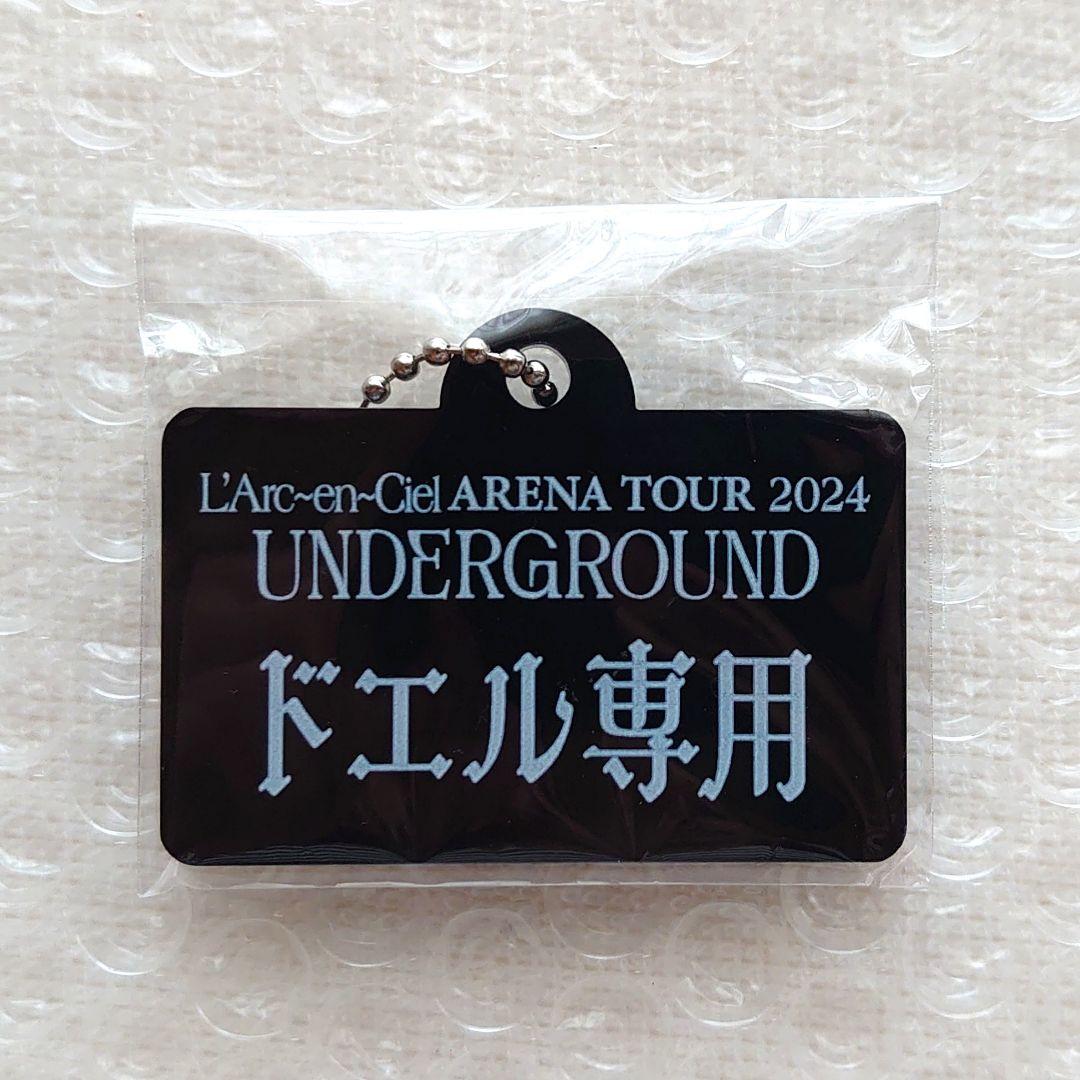 L'Arc~en~Ciel ARENA TOUR 2024
UNDERGROUND
ドエル専用